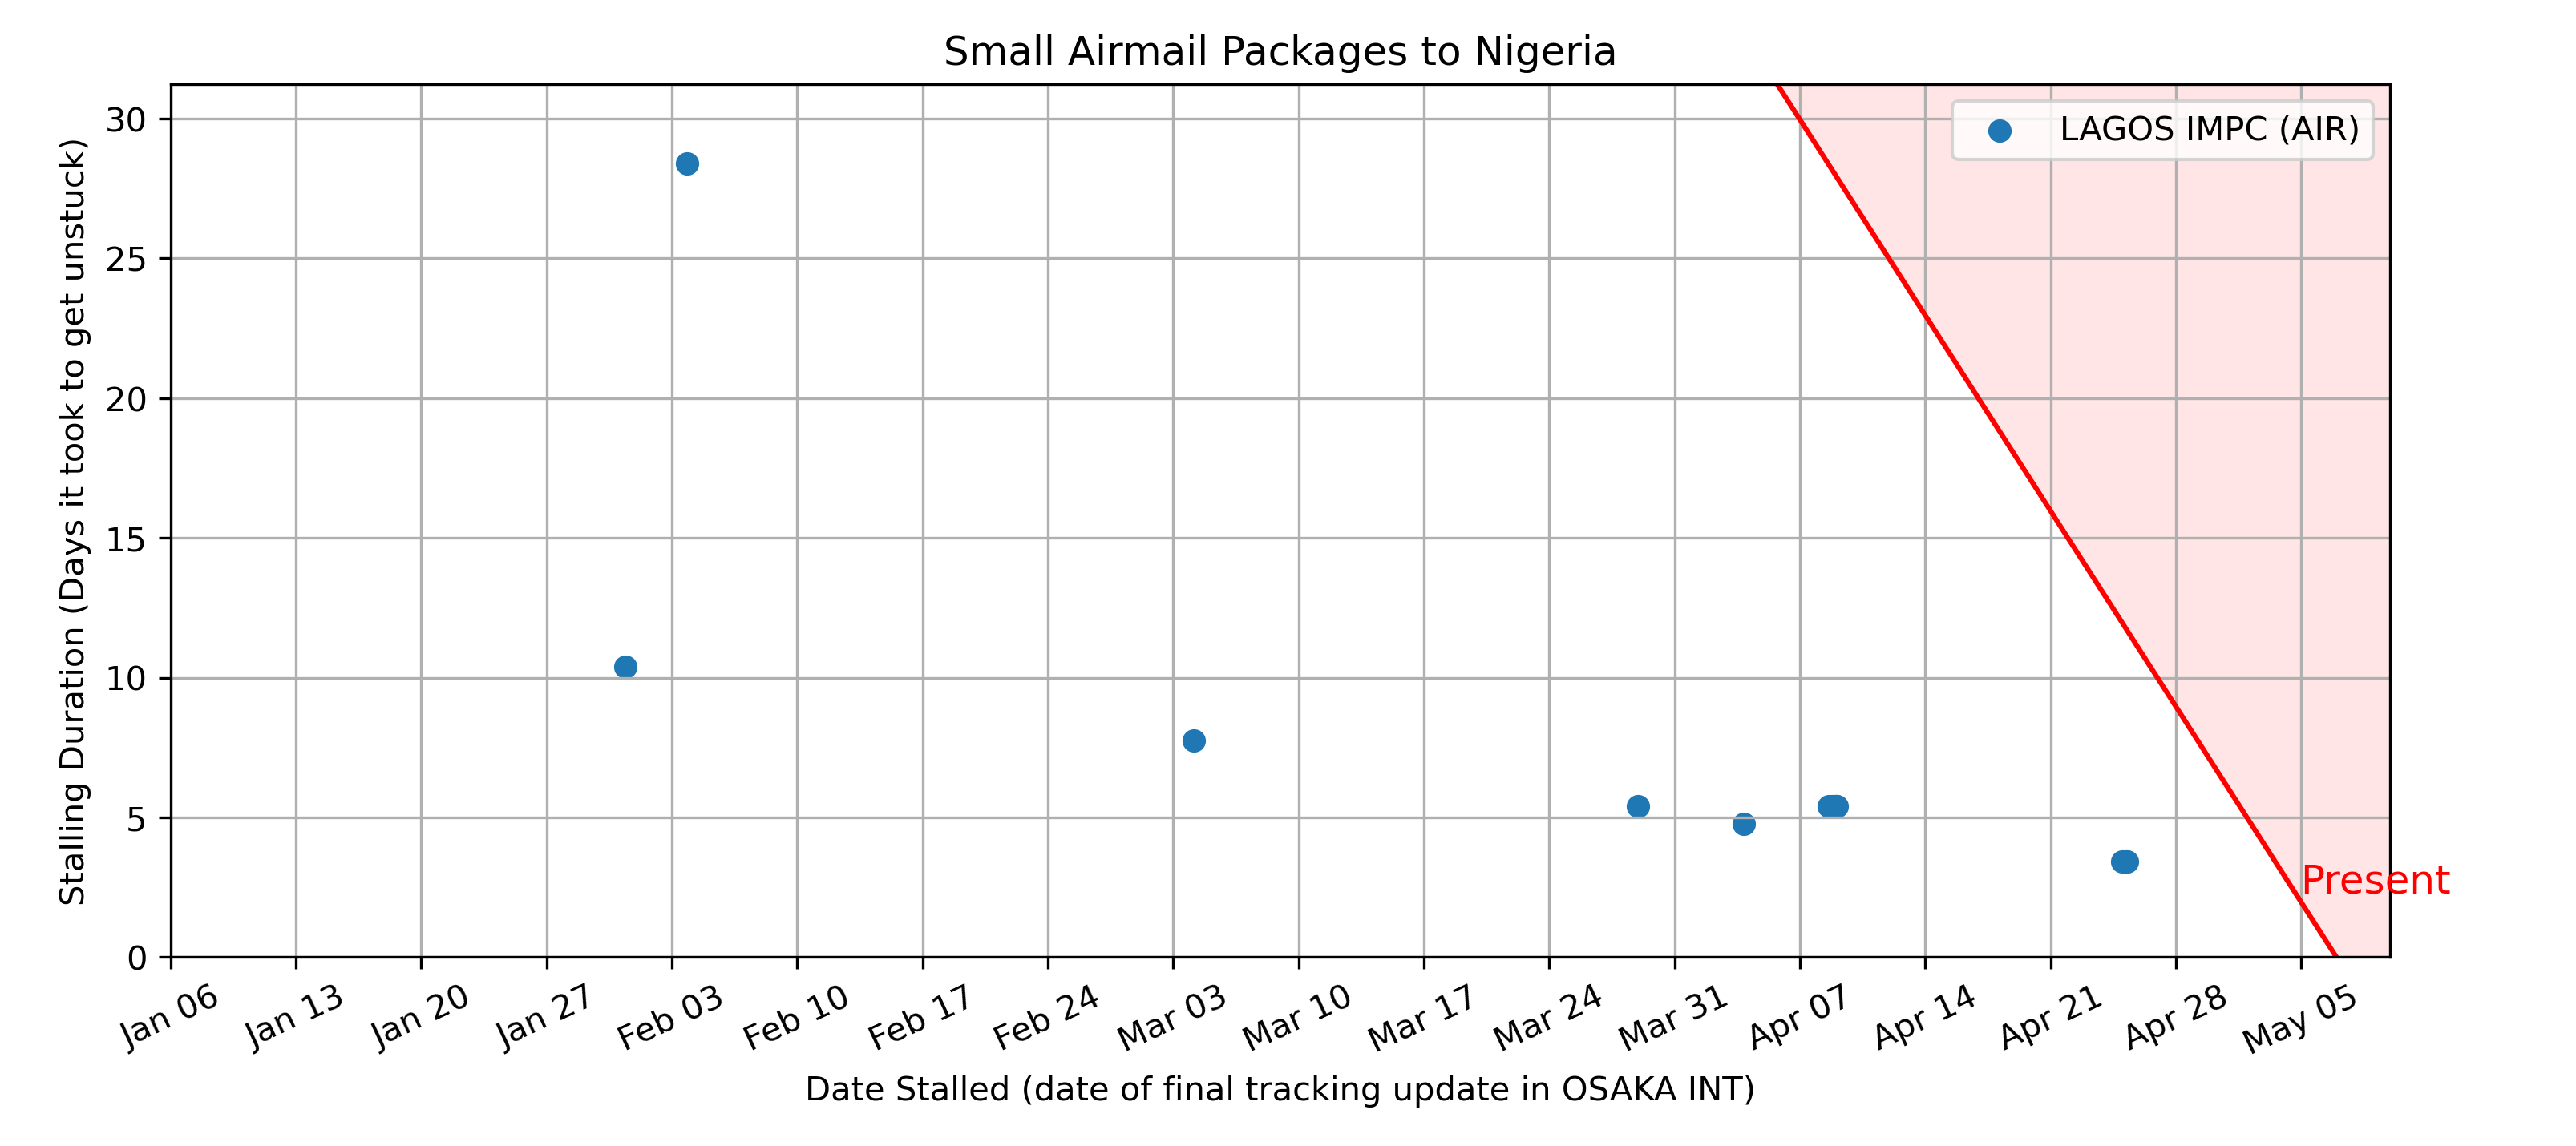 Small Airmail Packages to Nigeria
LAGOS IMPC (AIR)
Stalling Duration (Days it took to get unstuck)
30
25
20
15
10
5
0
Present
Jan 06
Jan 13
Jan 20
Jan 27
Feb 03
Feb 10
Feb 17
Feb 24
Mar 03
Mar 10
Mar 17
Mar 24
Mar 31
Apr 07
Apr 14
Apr 21
Apr 28
May 05
Date Stalled (date of final tracking update in OSAKA INT)